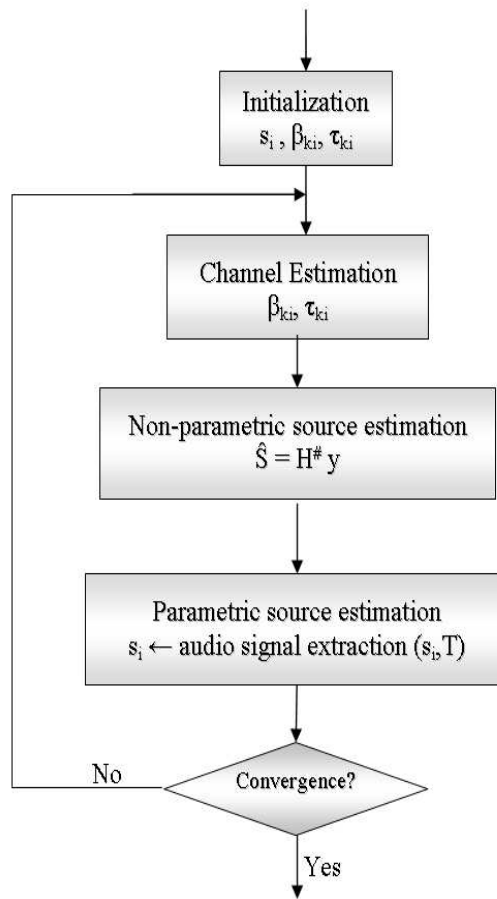 Initialization
sᵢ , βₖᵢ, τₖᵢ
Channel Estimation
βₖᵢ, τₖᵢ
Non-parametric source estimation
Ŝ = H# y
Parametric source estimation
sᵢ ← audio signal extraction (sᵢ,T)
Convergence?
No
Yes